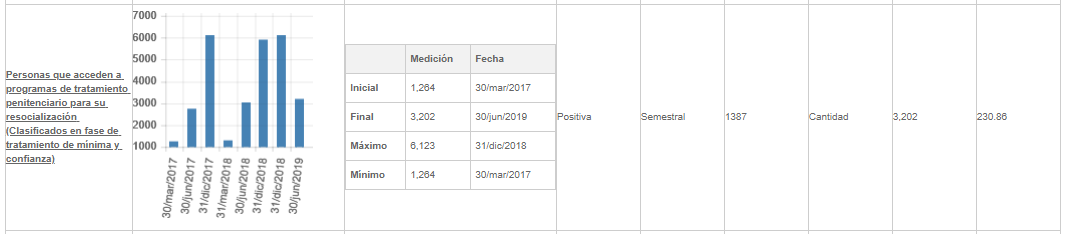 Personas que acceden a
programas de tratamiento
penitenciario para su
resocialización
(Clasificados en fase de
tratamiento de mínima y
confianza)
7000
6000
5000
4000
3000
2000
1000
30/mar/2017
30/jun/2017
31/dic/2017
31/mar/2018
30/jun/2018
31/dic/2018
31/dic/2018
30/jun/2019
Medición Fecha
Inicial 1,264 30/mar/2017
Final 3,202 30/jun/2019
Máximo 6,123 31/dic/2018
Mínimo 1,264 30/mar/2017
Positiva
Semestral
1387
Cantidad
3,202
230.86